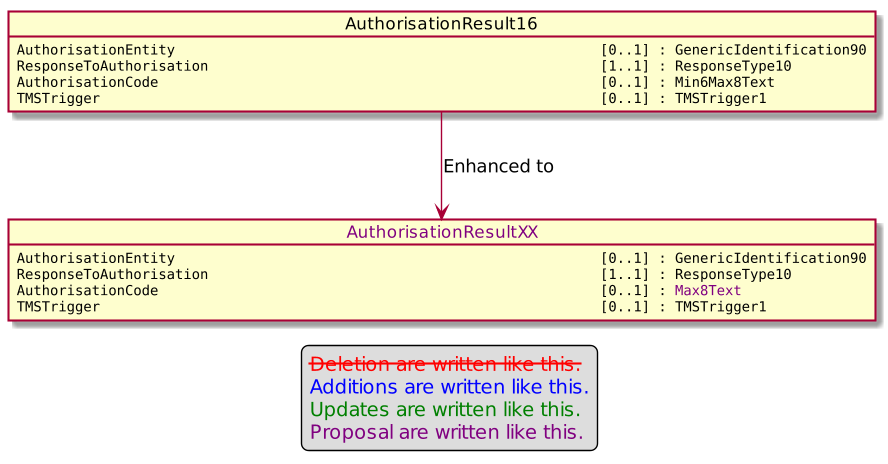 AuthorisationResult16
AuthorisationEntity [0..1] : GenericIdentification90
ResponseToAuthorisation [1..1] : ResponseType10
AuthorisationCode [0..1] : Min6Max8Text
TMSTrigger [0..1] : TMSTrigger1
Enhanced to
AuthorisationResultXX
AuthorisationEntity [0..1] : GenericIdentification90
ResponseToAuthorisation [1..1] : ResponseType10
AuthorisationCode [0..1] : Max8Text
TMSTrigger [0..1] : TMSTrigger1
Deletion are written like this.
Additions are written like this.
Updates are written like this.
Proposal are written like this.